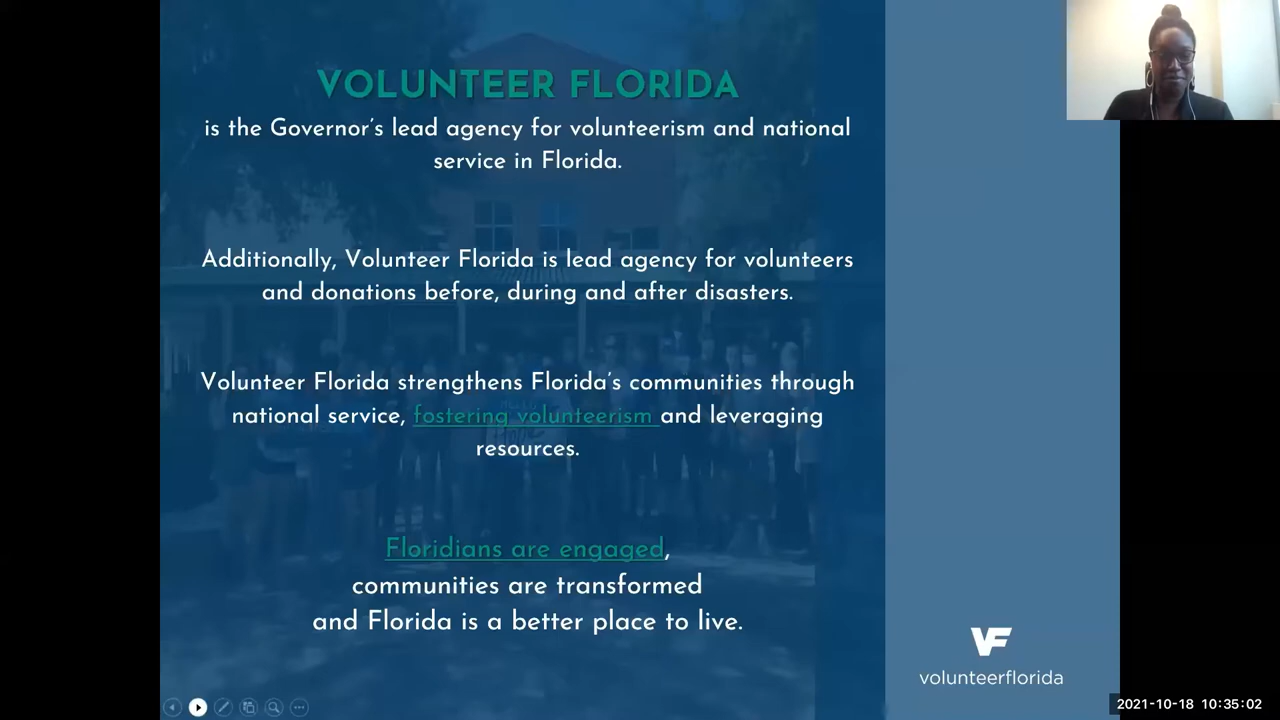 VOLUNTEER FLORIDA
is the Governor's lead agency for volunteerism and national
service in Florida.
Additionally, Volunteer Florida is lead agency for volunteers
and donations before, during and after disasters.
Volunteer Florida strengthens Florida's communities through
national service, fostering volunteerism and leveraging
resources.
Floridians are engaged,
communities are transformed
and Florida is a better place to live.
VF
volunteerflorida
2021-10-18 10:35:02